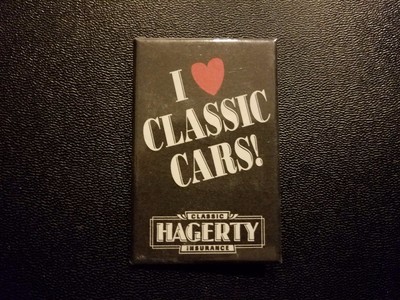 I ❤
CLASSIC
CARS!
CLASSIC
HAGERTY
INSURANCE